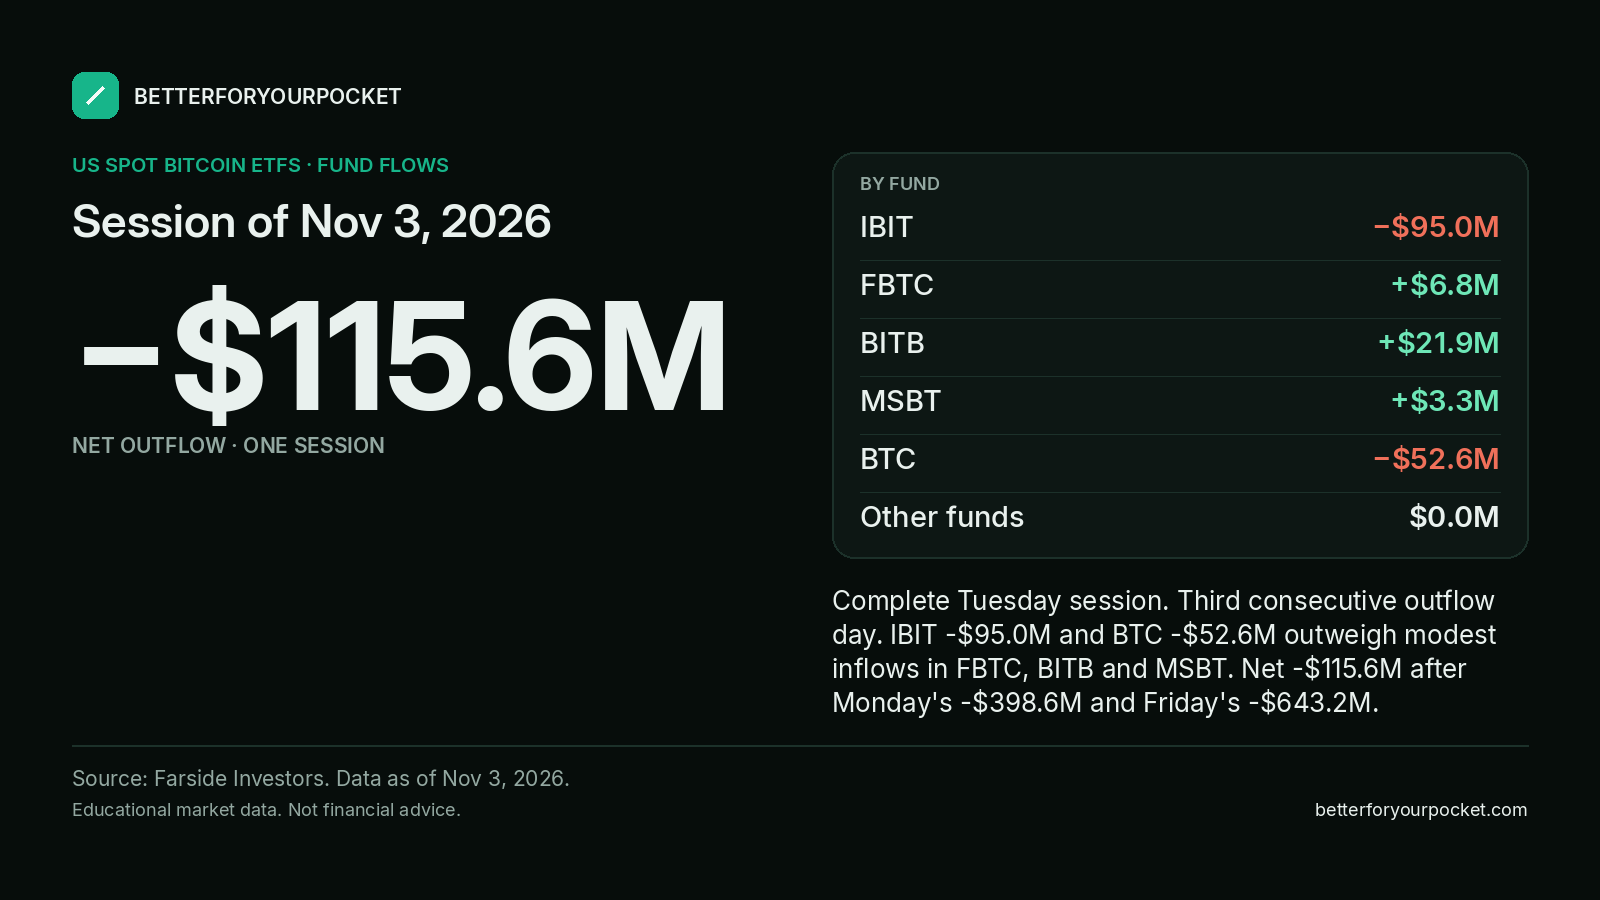 BETTERFORYOURPOCKET
US SPOT BITCOIN ETFS · FUND FLOWS
Session of Nov 3, 2026
−$115.6M
NET OUTFLOW · ONE SESSION
BY FUND
IBIT −$95.0M
FBTC +$6.8M
BITB +$21.9M
MSBT +$3.3M
BTC −$52.6M
Other funds $0.0M
Complete Tuesday session. Third consecutive outflow
day. IBIT -$95.0M and BTC -$52.6M outweigh modest
inflows in FBTC, BITB and MSBT. Net -$115.6M after
Monday's -$398.6M and Friday's -$643.2M.
Source: Farside Investors. Data as of Nov 3, 2026.
Educational market data. Not financial advice.
betterforyourpocket.com